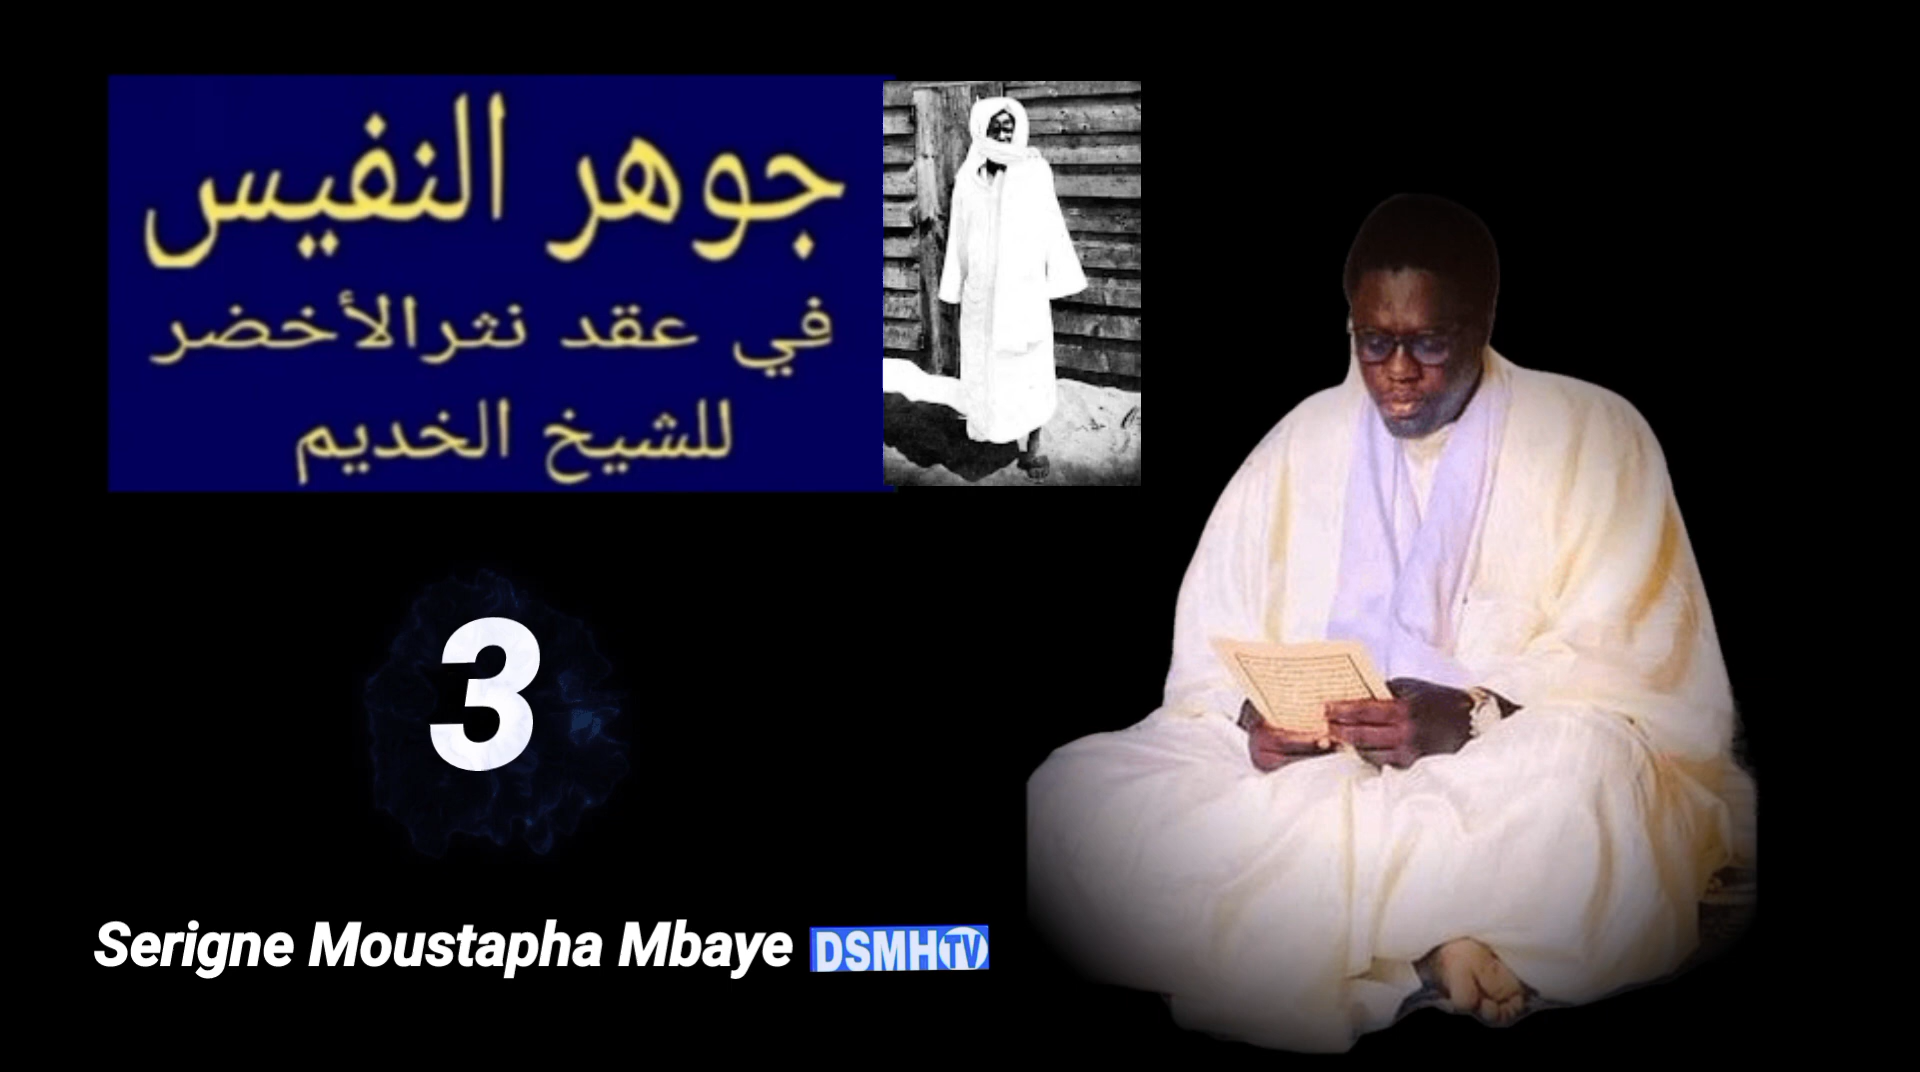 جوهر النفيس
في عقد نثرالأخضر
للشيخ الخديم
3
Serigne Moustapha Mbaye DSMHTV